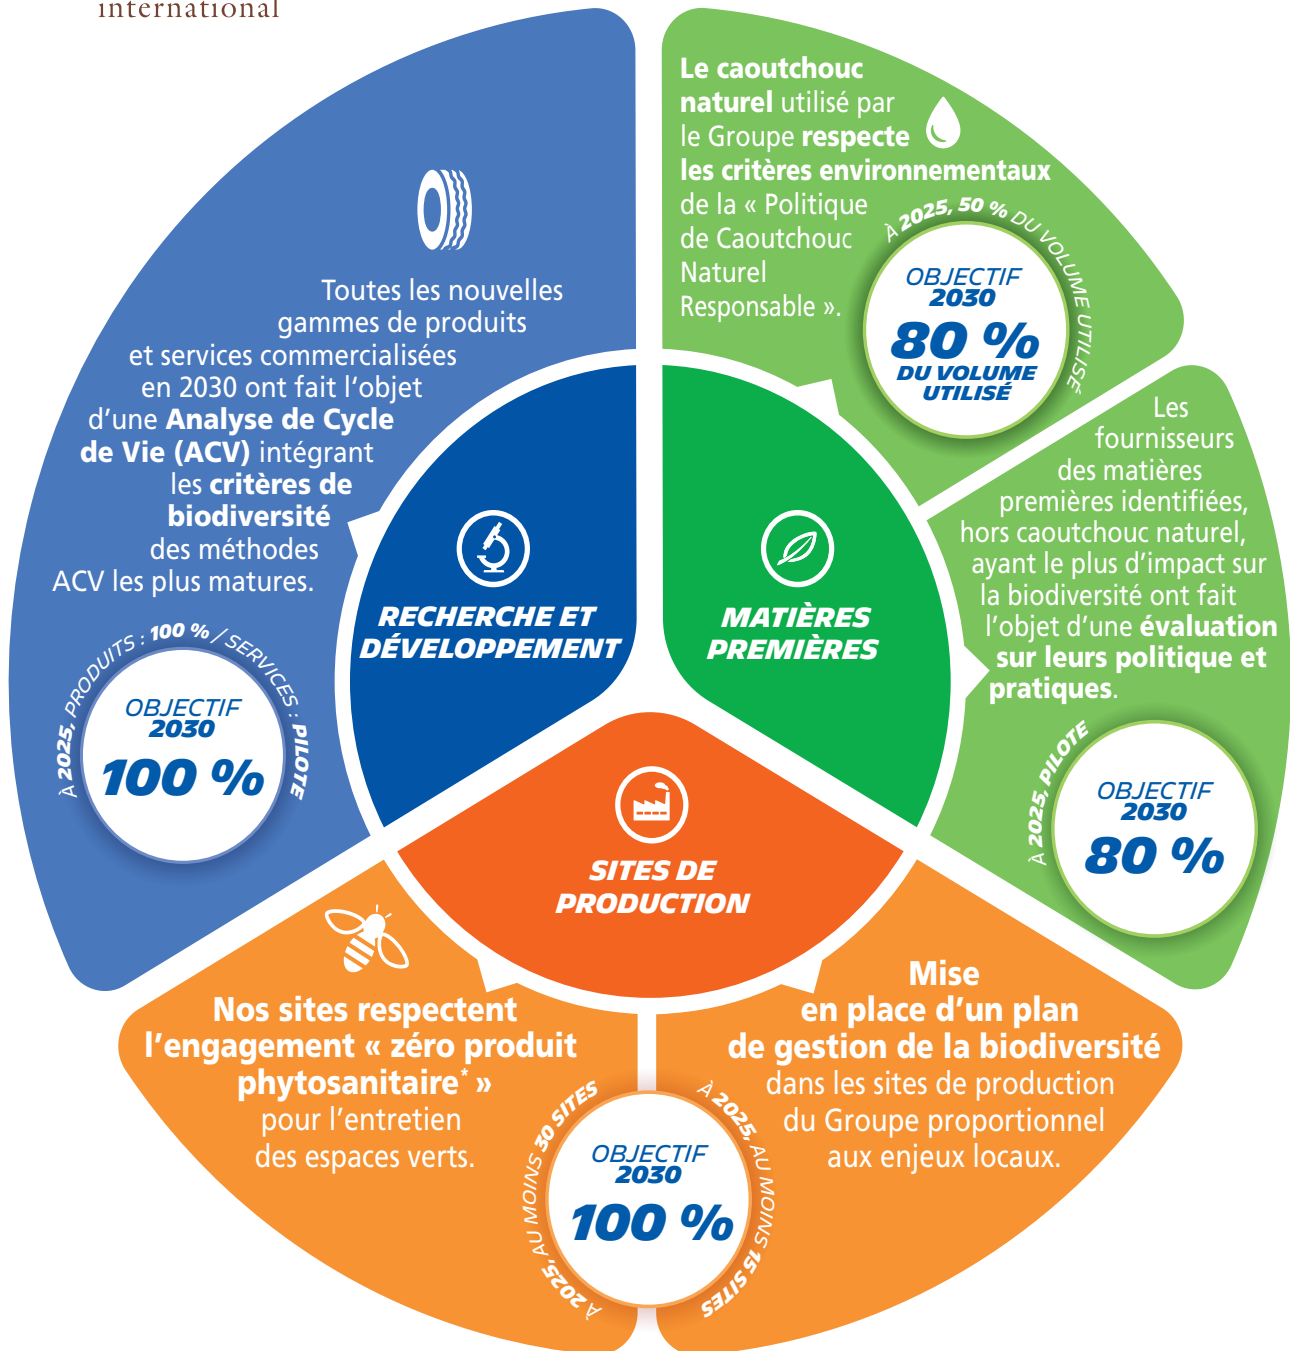 international
Toutes les nouvelles
gammes de produits
et services commercialisées
en 2030 ont fait l'objet
d'une Analyse de Cycle
de Vie (ACV) intégrant
les critères de
biodiversité
des méthodes
ACV les plus matures.
À 2025, PRODUITS : 100 % / SERVICES : PILOTE
OBJECTIF
2030
100 %
RECHERCHE ET
DÉVELOPPEMENT
Le caoutchouc
naturel utilisé par
le Groupe respecte
les critères environnementaux
de la « Politique
de Caoutchouc
Naturel
Responsable ».
À 2025, 50 % DU VOLUME UTILISÉ
OBJECTIF
2030
80 %
DU VOLUME
UTILISÉ
MATIÈRES
PREMIÈRES
Les
fournisseurs
des matières
premières identifiées,
hors caoutchouc naturel,
ayant le plus d'impact sur
la biodiversité ont fait
l'objet d'une évaluation
sur leurs politique et
pratiques.
À 2025, PILOTE
OBJECTIF
2030
80 %
SITES DE
PRODUCTION
Nos sites respectent
l'engagement « zéro produit
phytosanitaire* »
pour l'entretien
des espaces verts.
À 2025, AU MOINS 30 SITES
OBJECTIF
2030
100 %
À 2025, AU MOINS 15 SITES
Mise
en place d'un plan
de gestion de la biodiversité
dans les sites de production
du Groupe proportionnel
aux enjeux locaux.